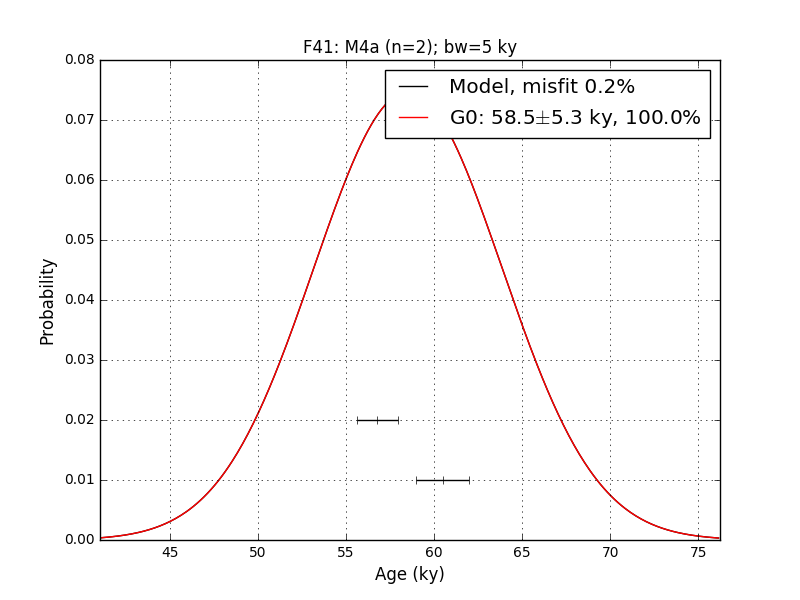 F41: M4a (n=2); bw=5 ky
Model, misfit 0.2%
G0: 58.5±5.3 ky, 100.0%
Probability
0.08
0.07
0.06
0.05
0.04
0.03
0.02
0.01
0.00
45 50 55 60 65 70 75
Age (ky)